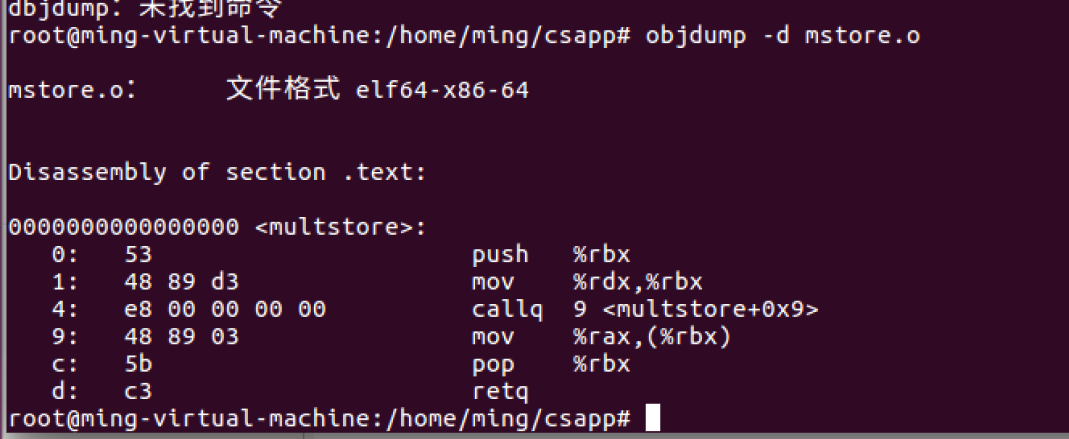 dbjdump：未找到命令
root@ming-virtual-machine:/home/ming/csapp# objdump -d mstore.o
mstore.o：     文件格式 elf64-x86-64
Disassembly of section .text:
0000000000000000 <multstore>:
   0:	53                   	push   %rbx
   1:	48 89 d3             	mov    %rdx,%rbx
   4:	e8 00 00 00 00       	callq  9 <multstore+0x9>
   9:	48 89 03             	mov    %rax,(%rbx)
   c:	5b                   	pop    %rbx
   d:	c3                   	retq
root@ming-virtual-machine:/home/ming/csapp#